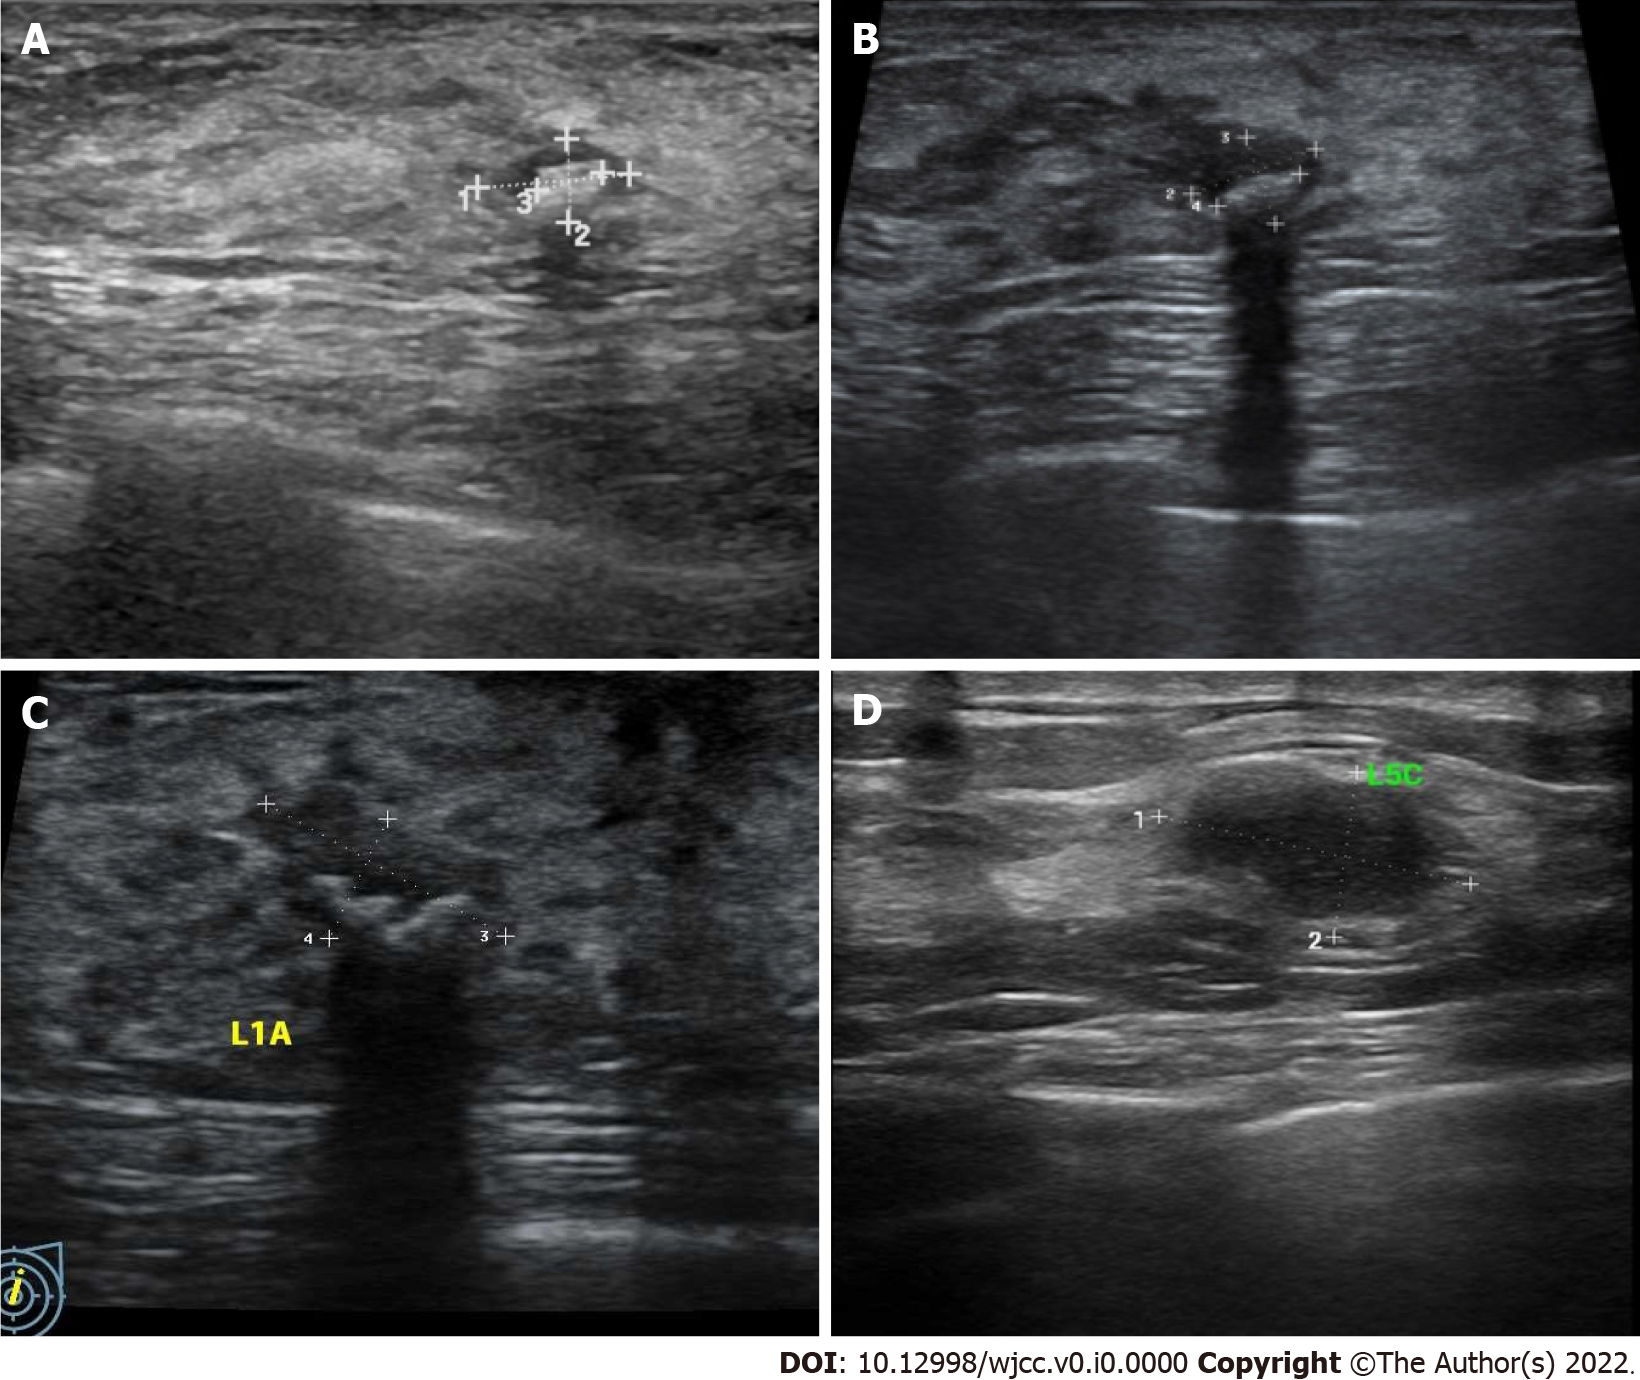 A
B
1
3
2
3
2
4
C
D
L5C
1
4
3
2
L1A
i
DOI: 10.12998/wjcc.v0.i0.0000 Copyright ©The Author(s) 2022.